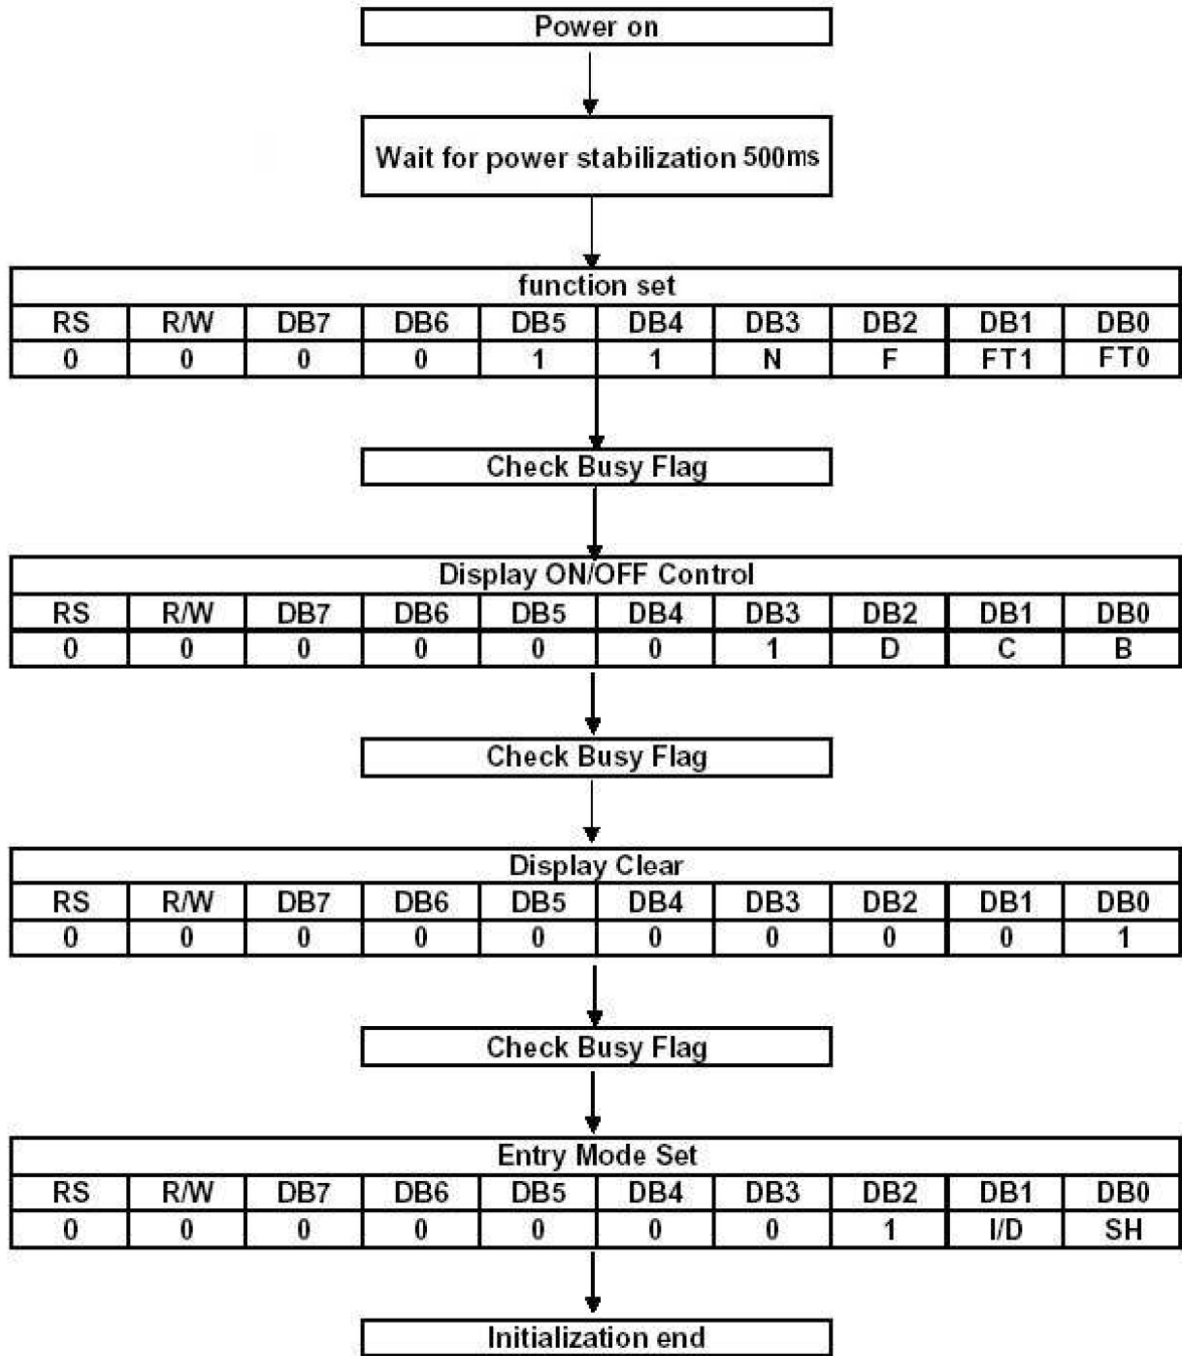 Power on
Wait for power stabilization 500ms
function set
RS R/W DB7 DB6 DB5 DB4 DB3 DB2 DB1 DB0
0 0 0 0 1 1 N F FT1 FT0
Check Busy Flag
Display ON/OFF Control
RS R/W DB7 DB6 DB5 DB4 DB3 DB2 DB1 DB0
0 0 0 0 0 0 1 D C B
Check Busy Flag
Display Clear
RS R/W DB7 DB6 DB5 DB4 DB3 DB2 DB1 DB0
0 0 0 0 0 0 0 0 0 1
Check Busy Flag
Entry Mode Set
RS R/W DB7 DB6 DB5 DB4 DB3 DB2 DB1 DB0
0 0 0 0 0 0 0 1 I/D SH
Initialization end